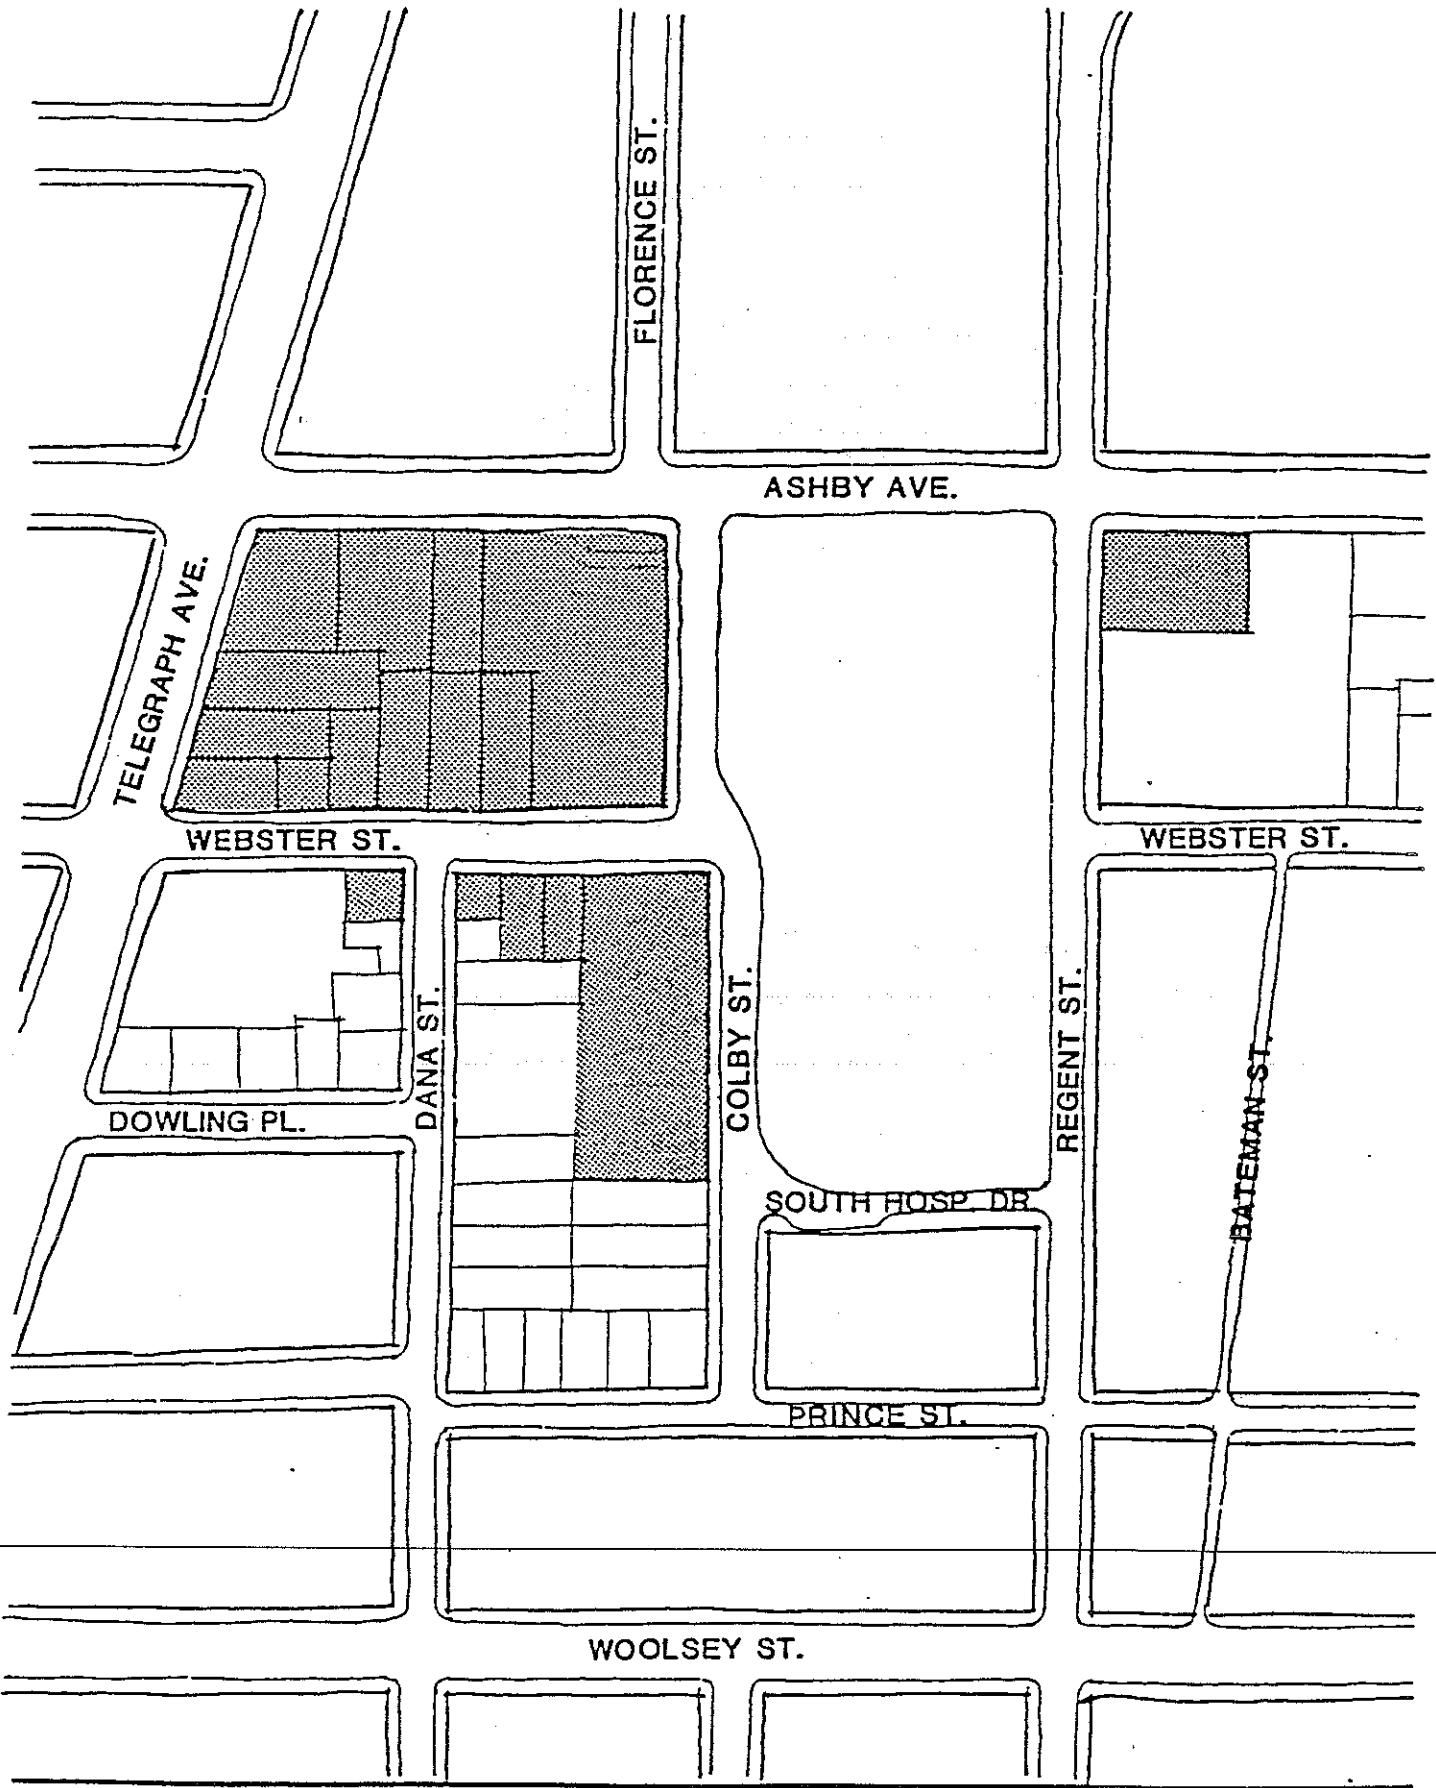 FLORENCE ST.
ASHBY AVE.
TELEGRAPH AVE.
WEBSTER ST.
WEBSTER ST.
DANA ST.
COLBY ST.
REGENT ST.
BATEMAN ST.
DOWLING PL.
SOUTH HOSP. DR.
PRINCE ST.
WOOLSEY ST.